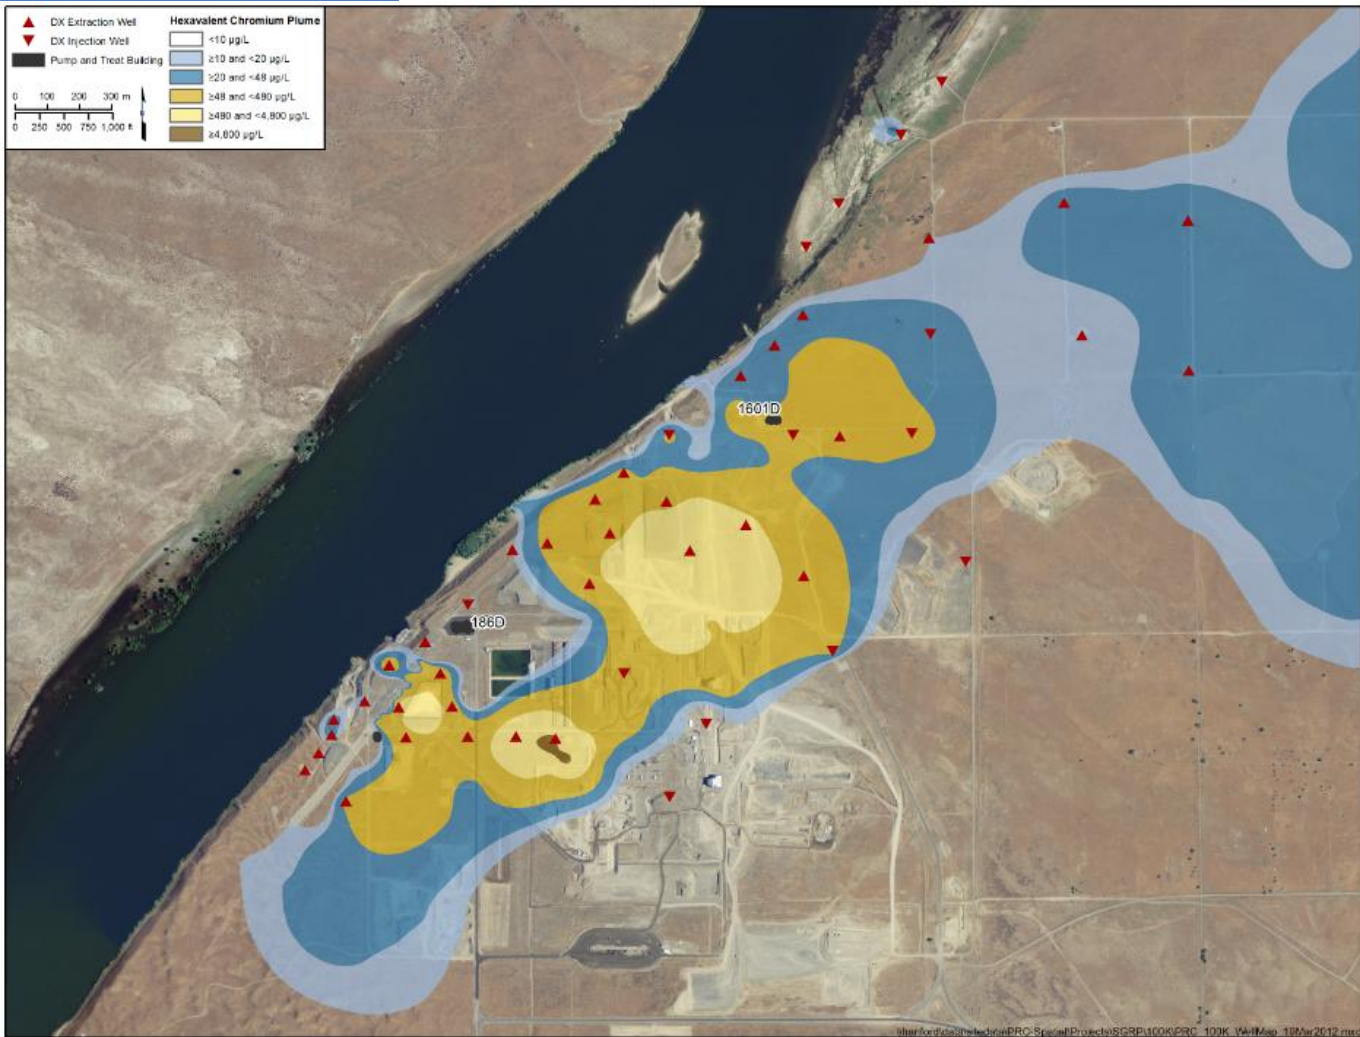 DX Extraction Well
DX Injection Well
Pump and Treat Building
0 100 200 300 m
0 250 500 750 1,000 ft
Hexavalent Chromium Plume
<10 µg/L
≥10 and <20 µg/L
≥20 and <48 µg/L
≥48 and <480 µg/L
≥480 and <4,800 µg/L
≥4,800 µg/L
1601D
186D